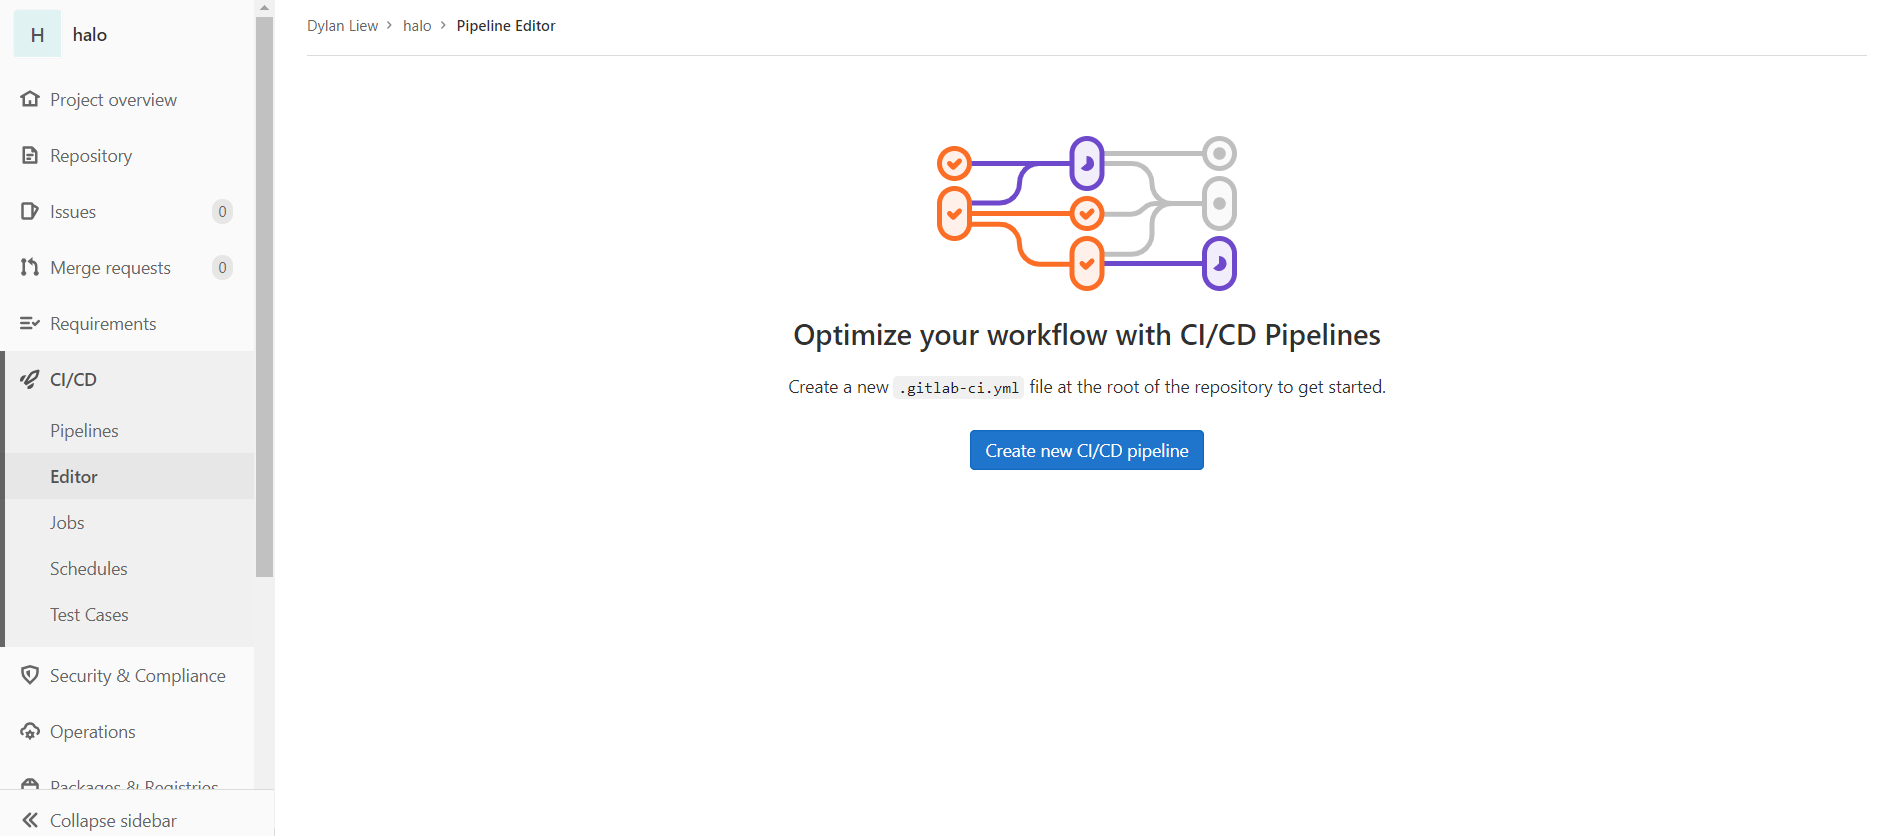 H halo
Project overview
Repository
Issues 0
Merge requests 0
Requirements
CI/CD
Pipelines
Editor
Jobs
Schedules
Test Cases
Security & Compliance
Operations
Packages & Registries
Collapse sidebar
Dylan Liew › halo › Pipeline Editor
Optimize your workflow with CI/CD Pipelines
Create a new .gitlab-ci.yml file at the root of the repository to get started.
Create new CI/CD pipeline